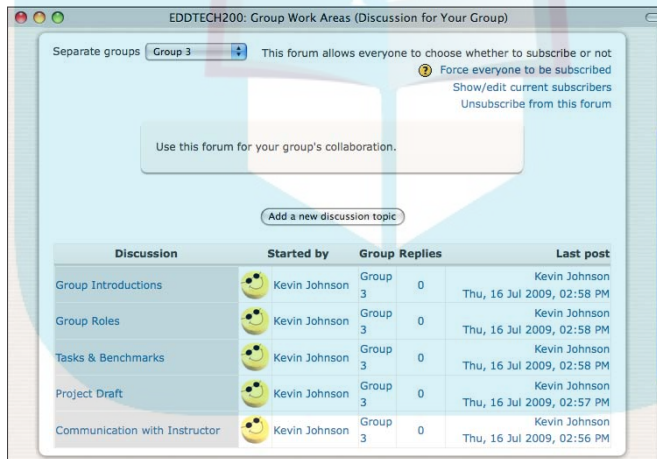 EDDTECH200: Group Work Areas (Discussion for Your Group)
Separate groups Group 3 This forum allows everyone to choose whether to subscribe or not
? Force everyone to be subscribed
Show/edit current subscribers
Unsubscribe from this forum
Use this forum for your group's collaboration.
Add a new discussion topic
Discussion Started by Group Replies Last post
Group Introductions Kevin Johnson Group 3 0 Kevin Johnson
Thu, 16 Jul 2009, 02:58 PM
Group Roles Kevin Johnson Group 3 0 Kevin Johnson
Thu, 16 Jul 2009, 02:58 PM
Tasks & Benchmarks Kevin Johnson Group 3 0 Kevin Johnson
Thu, 16 Jul 2009, 02:58 PM
Project Draft Kevin Johnson Group 3 0 Kevin Johnson
Thu, 16 Jul 2009, 02:57 PM
Communication with Instructor Kevin Johnson Group 3 0 Kevin Johnson
Thu, 16 Jul 2009, 02:56 PM